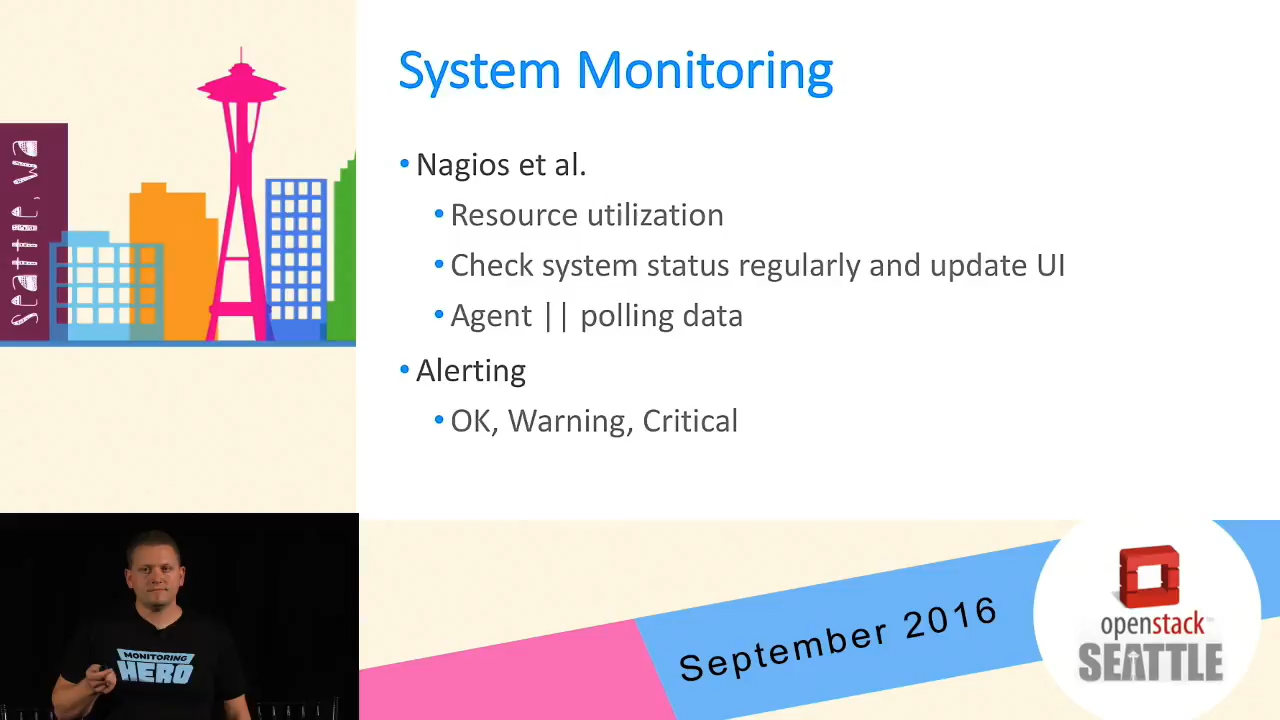 System Monitoring
• Nagios et al.
• Resource utilization
• Check system status regularly and update UI
• Agent || polling data
• Alerting
• OK, Warning, Critical
Seattle, wa
MONITORING
HERO
September 2016
openstack™
SEATTLE